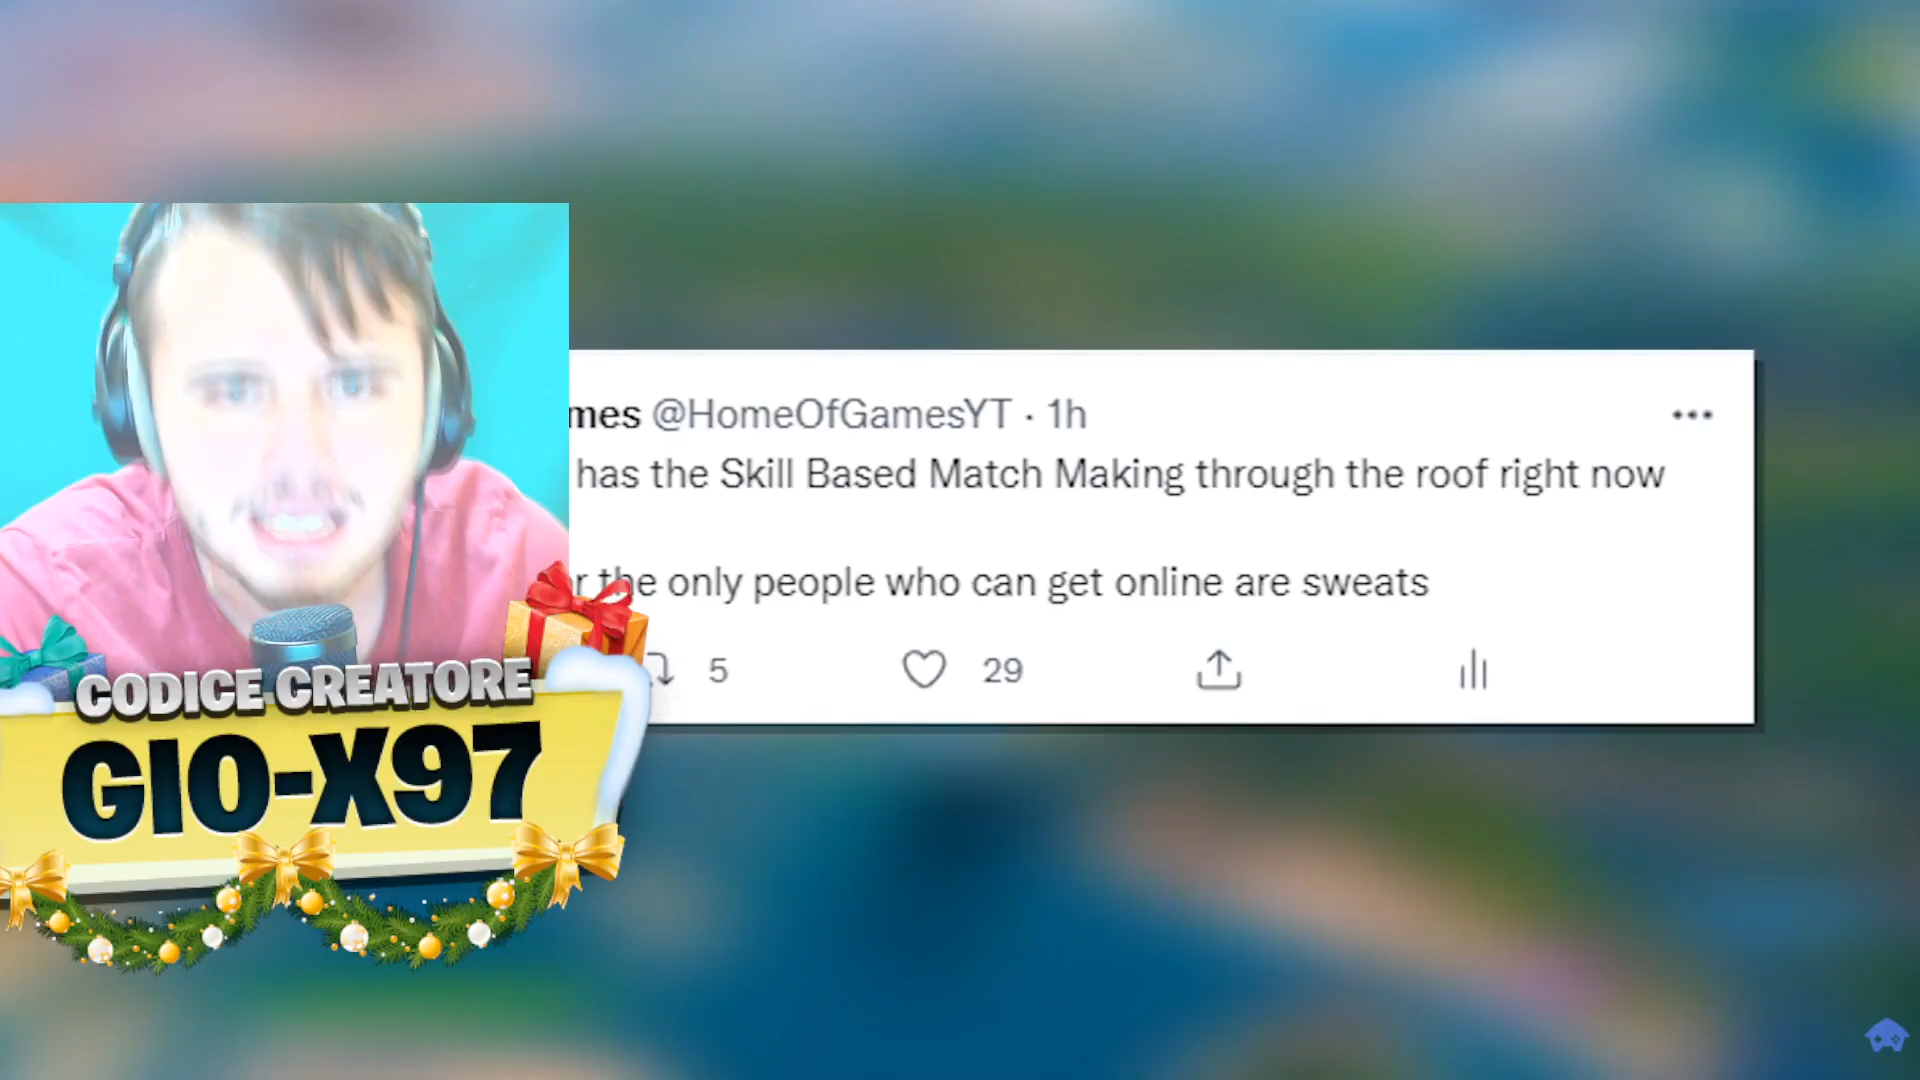 mes @HomeOfGamesYT · 1h
has the Skill Based Match Making through the roof right now
r the only people who can get online are sweats
5 29
CODICE CREATORE
GIO-X97